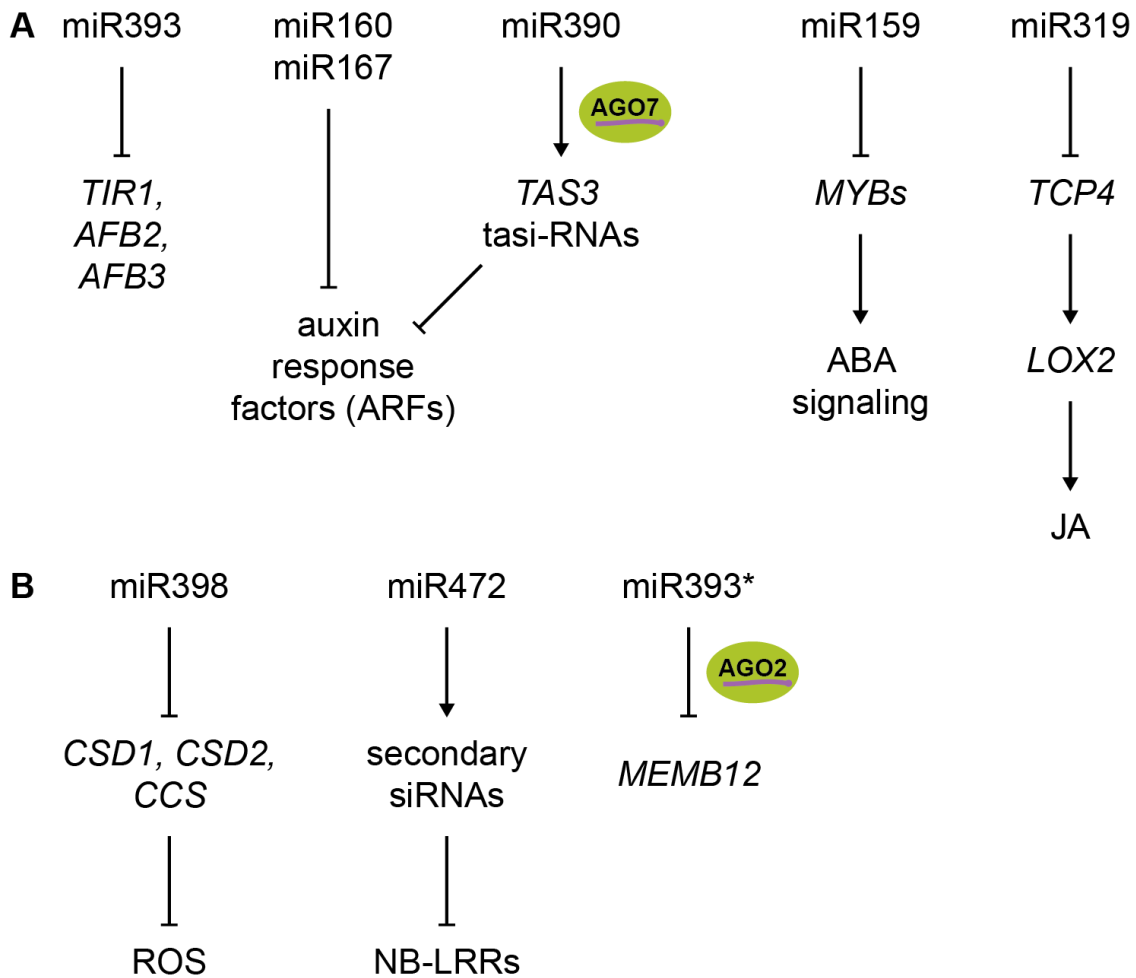 A
miR393
miR160
miR167
miR390
miR159
miR319
AGO7
TIR1,
AFB2,
AFB3
TAS3
tasi-RNAs
MYBs
TCP4
auxin
response
factors (ARFs)
ABA
signaling
LOX2
JA
B
miR398
miR472
miR393*
AGO2
CSD1, CSD2,
CCS
secondary
siRNAs
MEMB12
ROS
NB-LRRs